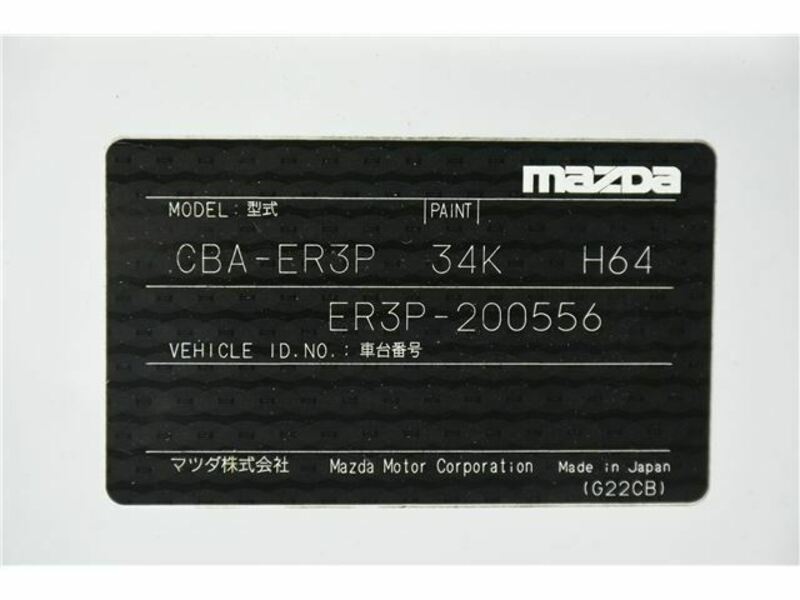 mazda
MODEL: 型式 PAINT
CBA-ER3P 34K H64
ER3P-200556
VEHICLE ID.NO.: 車台番号
マツダ株式会社 Mazda Motor Corporation Made in Japan
(G22CB)